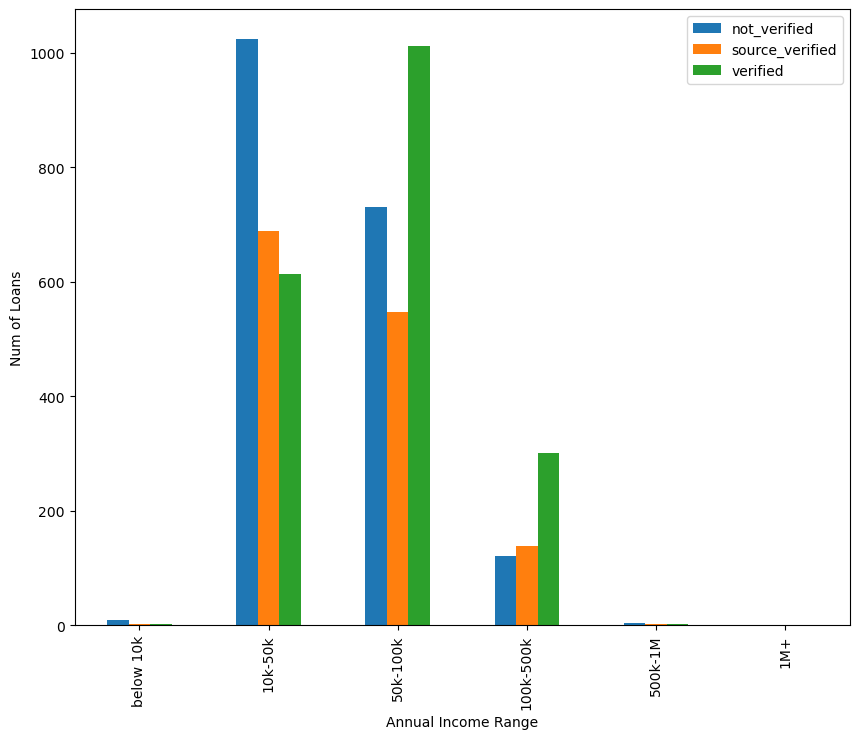 not_verified
source_verified
verified
1000
800
600
400
200
0
Num of Loans
below 10k
10k-50k
50k-100k
100k-500k
500k-1M
1M+
Annual Income Range